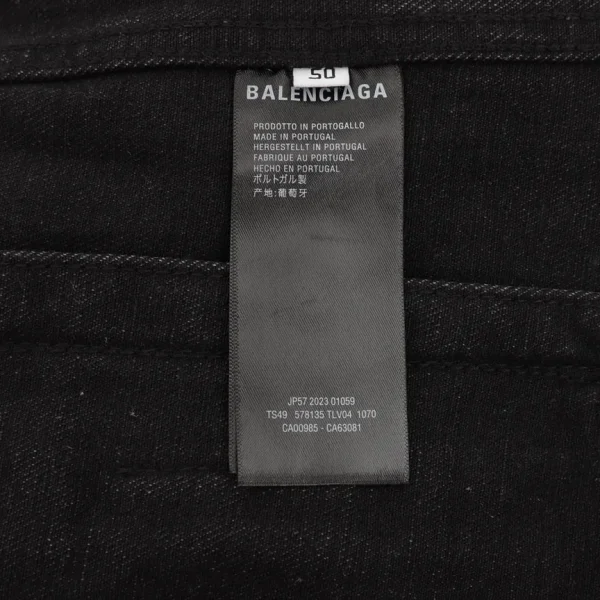 50
BALENCIAGA
PRODOTTO IN PORTOGALLO
MADE IN PORTUGAL
HERGESTELLT IN PORTUGAL
FABRIQUE AU PORTUGAL
HECHO EN PORTUGAL
ポルトガル製
产地:葡萄牙
JP57 2023 01059
TS49 578135 TLV04 1070
CA00985 - CA63081